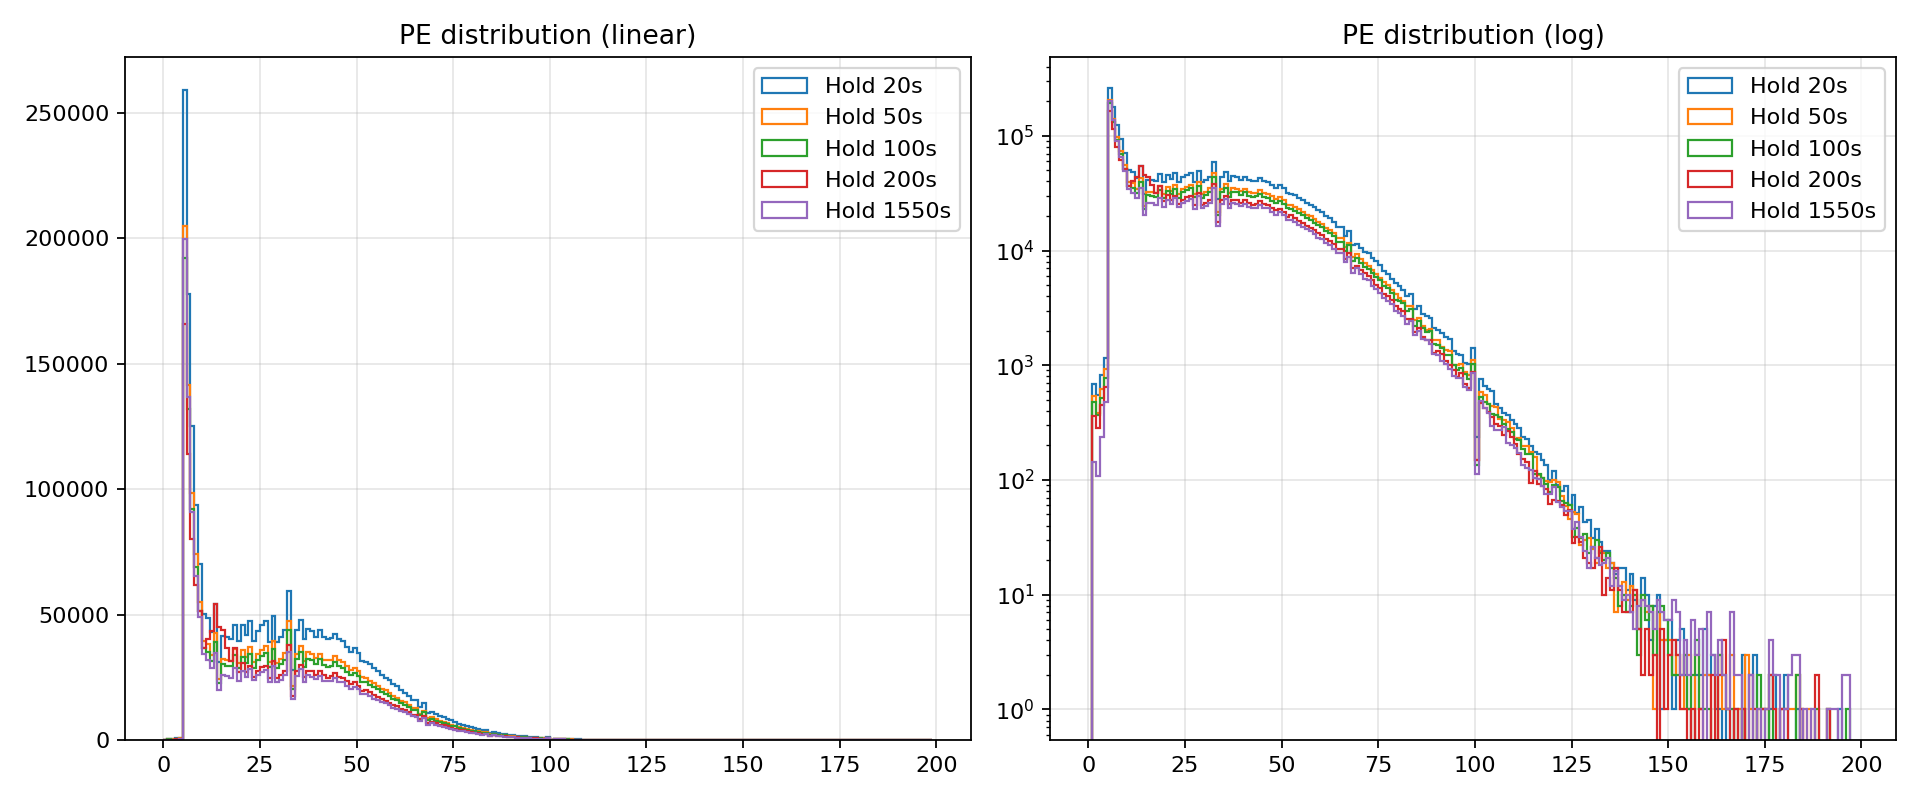 PE distribution (linear)
250000
200000
150000
100000
50000
0
0 25 50 75 100 125 150 175 200
Hold 20s
Hold 50s
Hold 100s
Hold 200s
Hold 1550s
PE distribution (log)
10⁵
10⁴
10³
10²
10¹
10⁰
0 25 50 75 100 125 150 175 200
Hold 20s
Hold 50s
Hold 100s
Hold 200s
Hold 1550s